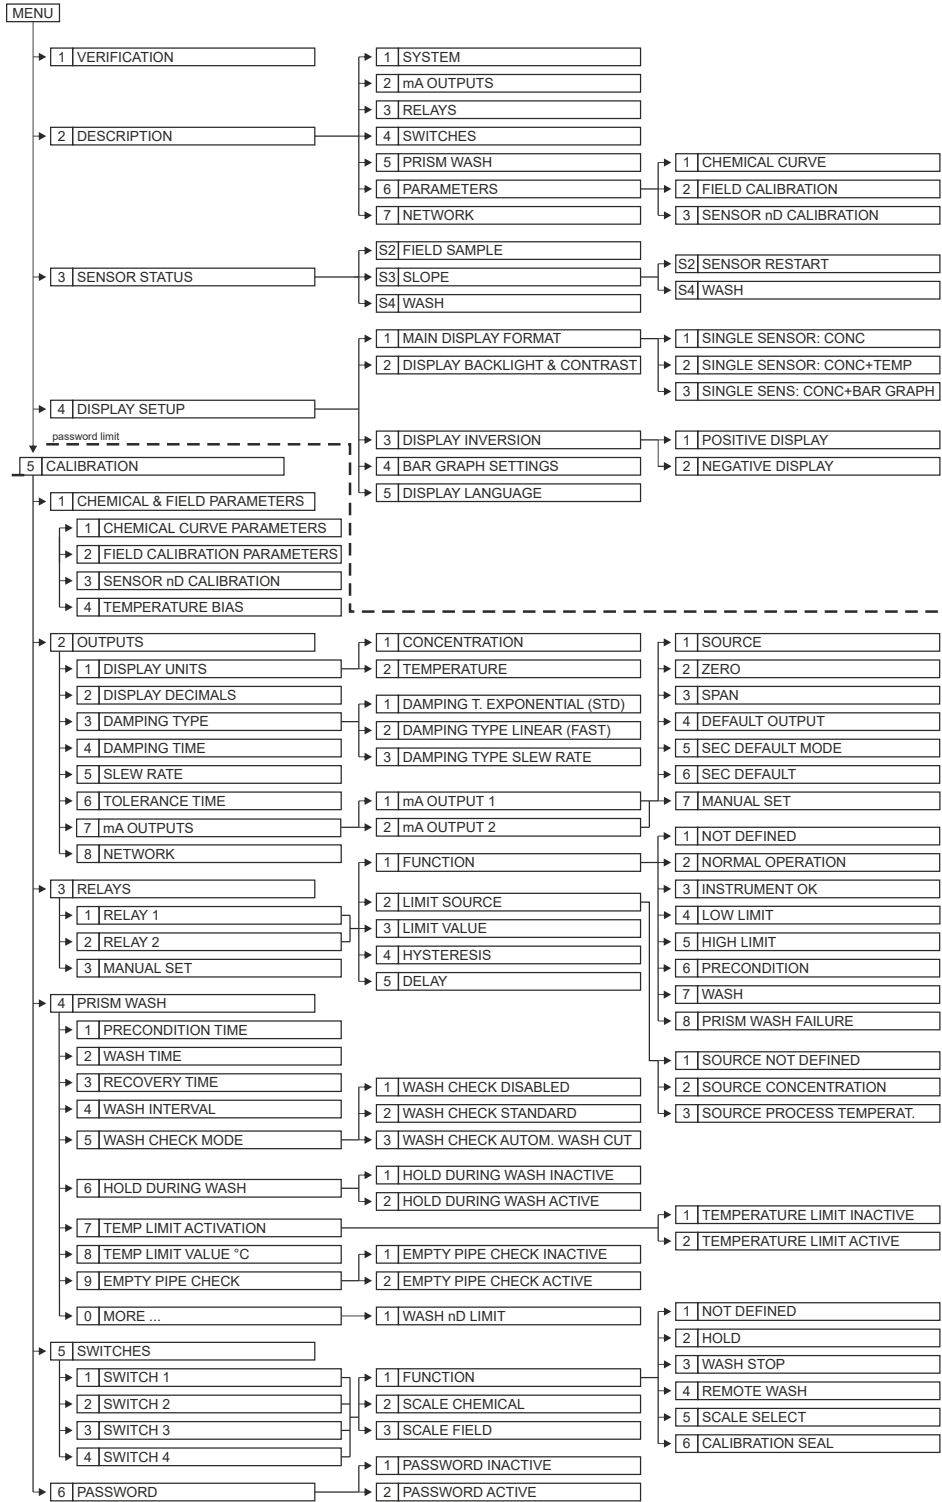 MENU
1 VERIFICATION
1 SYSTEM
2 mA OUTPUTS
3 RELAYS
2 DESCRIPTION
4 SWITCHES
5 PRISM WASH
1 CHEMICAL CURVE
6 PARAMETERS
2 FIELD CALIBRATION
7 NETWORK
3 SENSOR nD CALIBRATION
S2 FIELD SAMPLE
S2 SENSOR RESTART
3 SENSOR STATUS
S3 SLOPE
S4 WASH
S4 WASH
1 MAIN DISPLAY FORMAT
1 SINGLE SENSOR: CONC
2 DISPLAY BACKLIGHT & CONTRAST
2 SINGLE SENSOR: CONC+TEMP
3 SINGLE SENS: CONC+BAR GRAPH
4 DISPLAY SETUP
password limit
3 DISPLAY INVERSION
1 POSITIVE DISPLAY
5 CALIBRATION
4 BAR GRAPH SETTINGS
2 NEGATIVE DISPLAY
5 DISPLAY LANGUAGE
1 CHEMICAL & FIELD PARAMETERS
1 CHEMICAL CURVE PARAMETERS
2 FIELD CALIBRATION PARAMETERS
3 SENSOR nD CALIBRATION
4 TEMPERATURE BIAS
2 OUTPUTS
1 CONCENTRATION
1 SOURCE
1 DISPLAY UNITS
2 TEMPERATURE
2 ZERO
2 DISPLAY DECIMALS
1 DAMPING T. EXPONENTIAL (STD)
3 SPAN
3 DAMPING TYPE
2 DAMPING TYPE LINEAR (FAST)
4 DEFAULT OUTPUT
4 DAMPING TIME
3 DAMPING TYPE SLEW RATE
5 SEC DEFAULT MODE
5 SLEW RATE
6 SEC DEFAULT
6 TOLERANCE TIME
1 mA OUTPUT 1
7 MANUAL SET
7 mA OUTPUTS
2 mA OUTPUT 2
1 NOT DEFINED
8 NETWORK
1 FUNCTION
2 NORMAL OPERATION
3 RELAYS
2 LIMIT SOURCE
3 INSTRUMENT OK
1 RELAY 1
3 LIMIT VALUE
4 LOW LIMIT
2 RELAY 2
4 HYSTERESIS
5 HIGH LIMIT
3 MANUAL SET
5 DELAY
6 PRECONDITION
4 PRISM WASH
7 WASH
1 PRECONDITION TIME
8 PRISM WASH FAILURE
2 WASH TIME
1 SOURCE NOT DEFINED
3 RECOVERY TIME
1 WASH CHECK DISABLED
2 SOURCE CONCENTRATION
4 WASH INTERVAL
2 WASH CHECK STANDARD
3 SOURCE PROCESS TEMPERAT.
5 WASH CHECK MODE
3 WASH CHECK AUTOM. WASH CUT
1 HOLD DURING WASH INACTIVE
6 HOLD DURING WASH
2 HOLD DURING WASH ACTIVE
1 TEMPERATURE LIMIT INACTIVE
7 TEMP LIMIT ACTIVATION
2 TEMPERATURE LIMIT ACTIVE
8 TEMP LIMIT VALUE °C
1 EMPTY PIPE CHECK INACTIVE
9 EMPTY PIPE CHECK
2 EMPTY PIPE CHECK ACTIVE
0 MORE ...
1 WASH nD LIMIT
1 NOT DEFINED
2 HOLD
5 SWITCHES
3 WASH STOP
1 SWITCH 1
1 FUNCTION
4 REMOTE WASH
2 SWITCH 2
2 SCALE CHEMICAL
5 SCALE SELECT
3 SWITCH 3
3 SCALE FIELD
6 CALIBRATION SEAL
4 SWITCH 4
1 PASSWORD INACTIVE
6 PASSWORD
2 PASSWORD ACTIVE